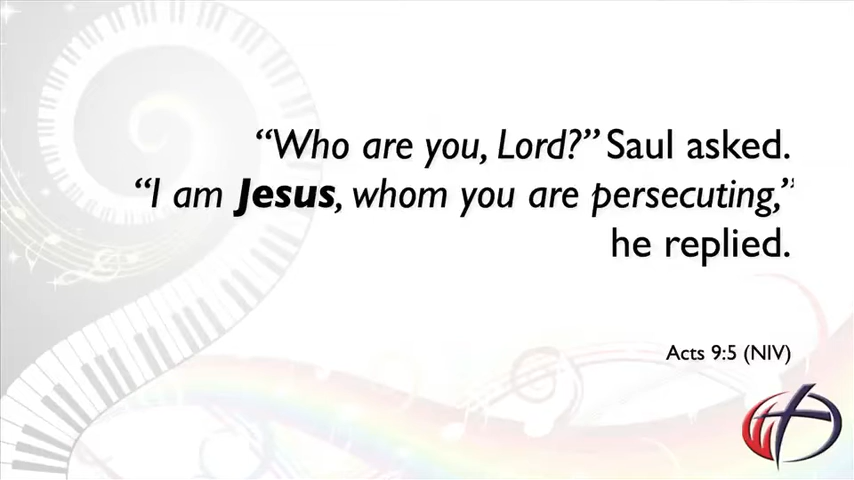 “Who are you, Lord?” Saul asked.
“I am Jesus, whom you are persecuting,”
he replied.
Acts 9:5 (NIV)